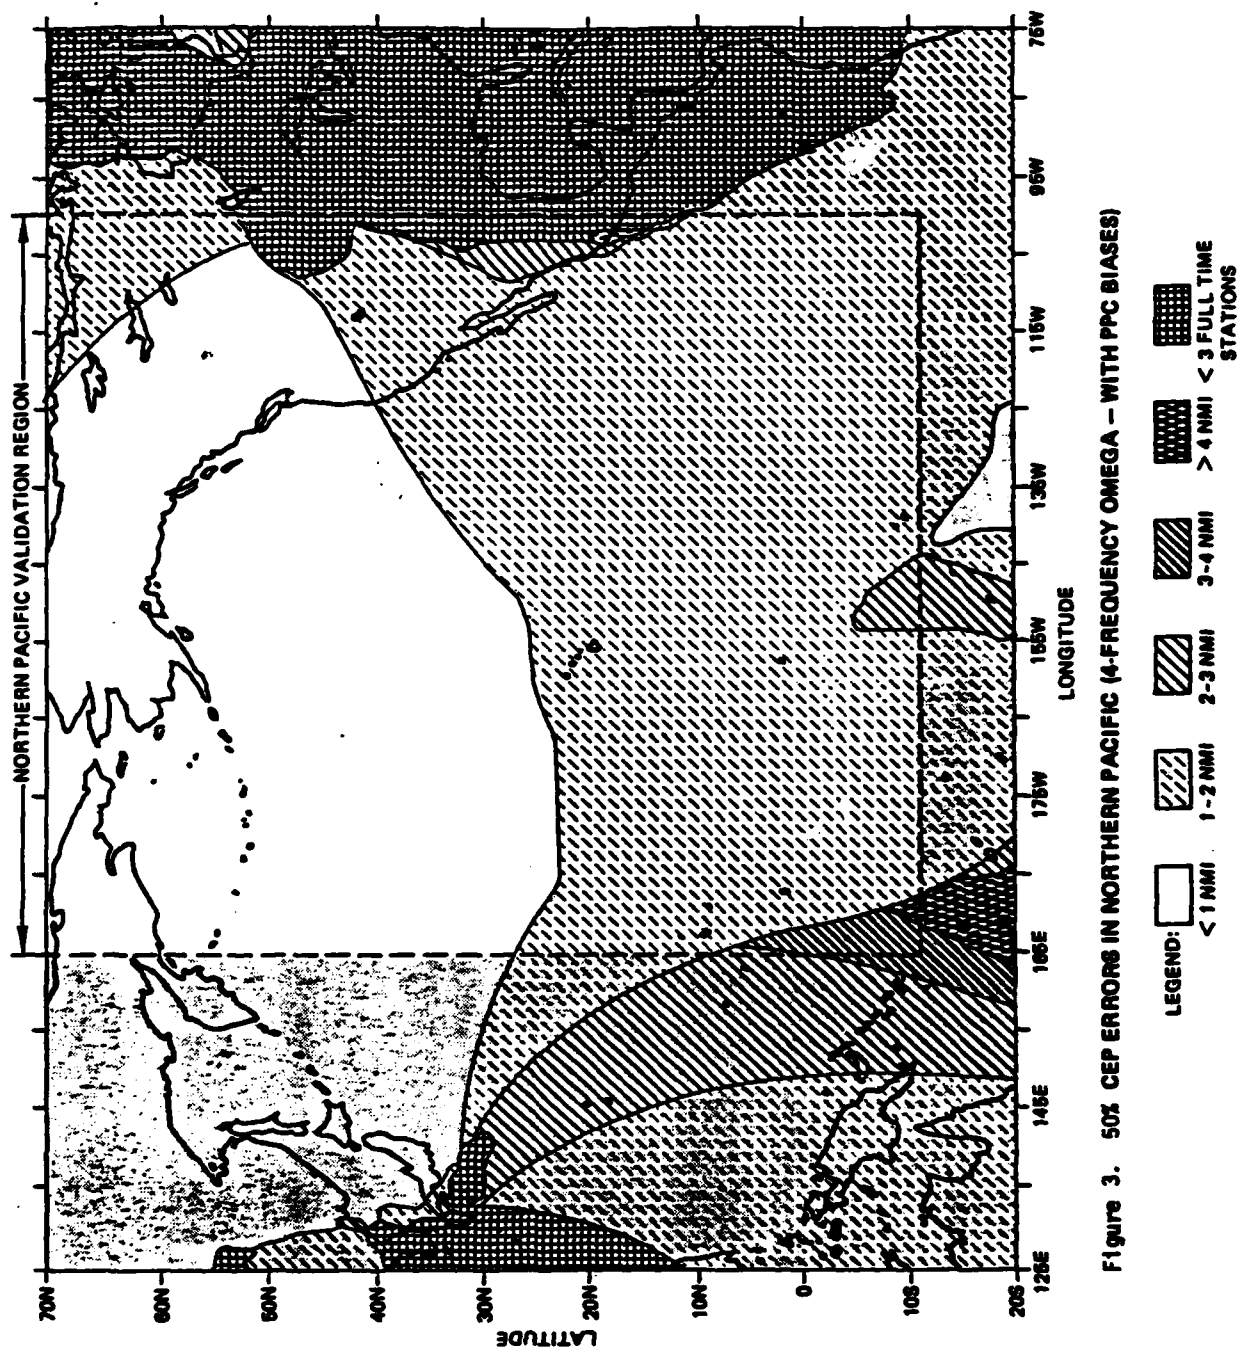 NORTHERN PACIFIC VALIDATION REGION
LATITUDE
70N
60N
50N
40N
30N
20N
10N
0
10S
20S
125E
145E
165E
175W
155W
135W
115W
95W
75W
LONGITUDE
Figure 3. 50% CEP ERRORS IN NORTHERN PACIFIC (4-FREQUENCY OMEGA – WITH PPC BIASES)
LEGEND:
< 1 NMI
1-2 NMI
2-3 NMI
3-4 NMI
> 4 NMI
< 3 FULL TIME
STATIONS